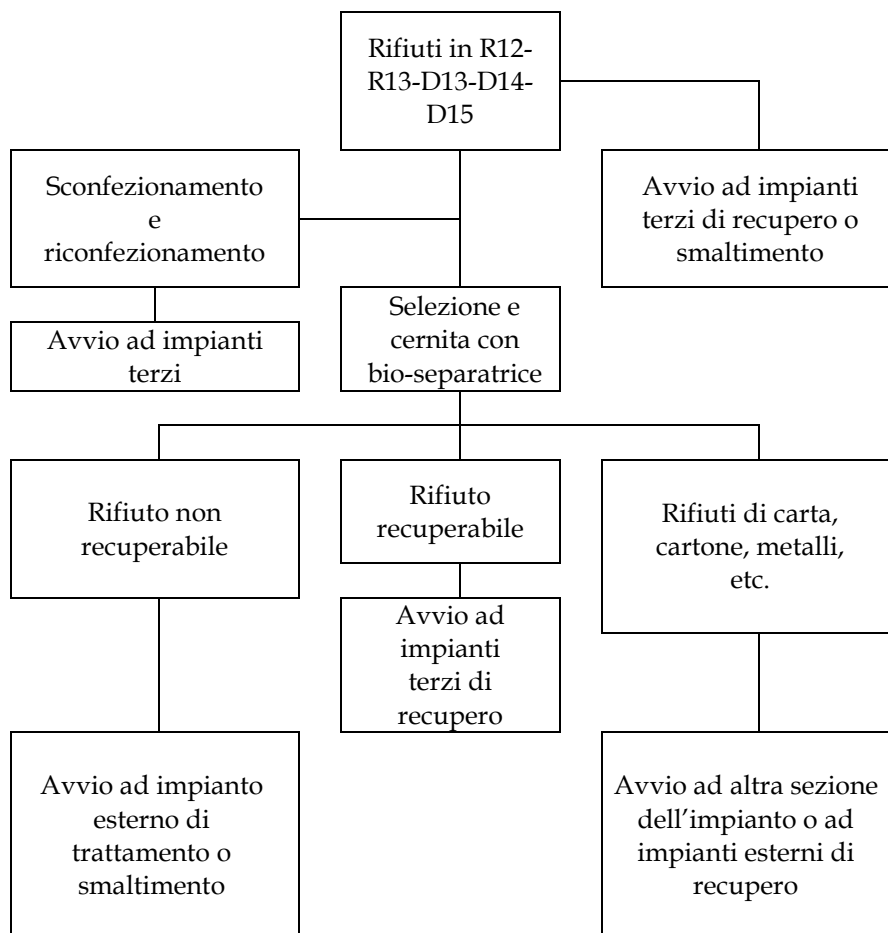 Rifiuti in R12-
R13-D13-D14-
D15
Sconfezionamento
e
riconfezionamento
Avvio ad impianti
terzi di recupero o
smaltimento
Avvio ad impianti
terzi
Selezione e
cernita con
bio-separatrice
Rifiuto non
recuperabile
Rifiuto
recuperabile
Rifiuti di carta,
cartone, metalli,
etc.
Avvio ad
impianti
terzi di
recupero
Avvio ad impianto
esterno di
trattamento o
smaltimento
Avvio ad altra sezione
dell’impianto o ad
impianti esterni di
recupero